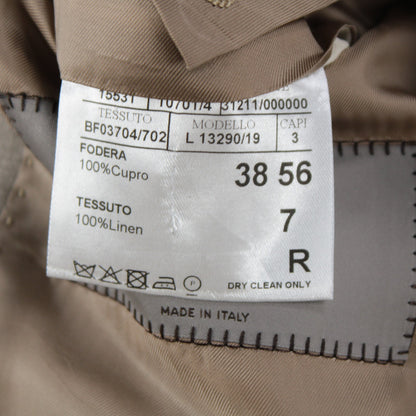 15531 10701/4 31211/000000
TESSUTO MODELLO CAPI
BF03704/702 L 13290/19 3
FODERA
100%Cupro
38 56
TESSUTO
100%Linen
7
R
P
DRY CLEAN ONLY
MADE IN ITALY